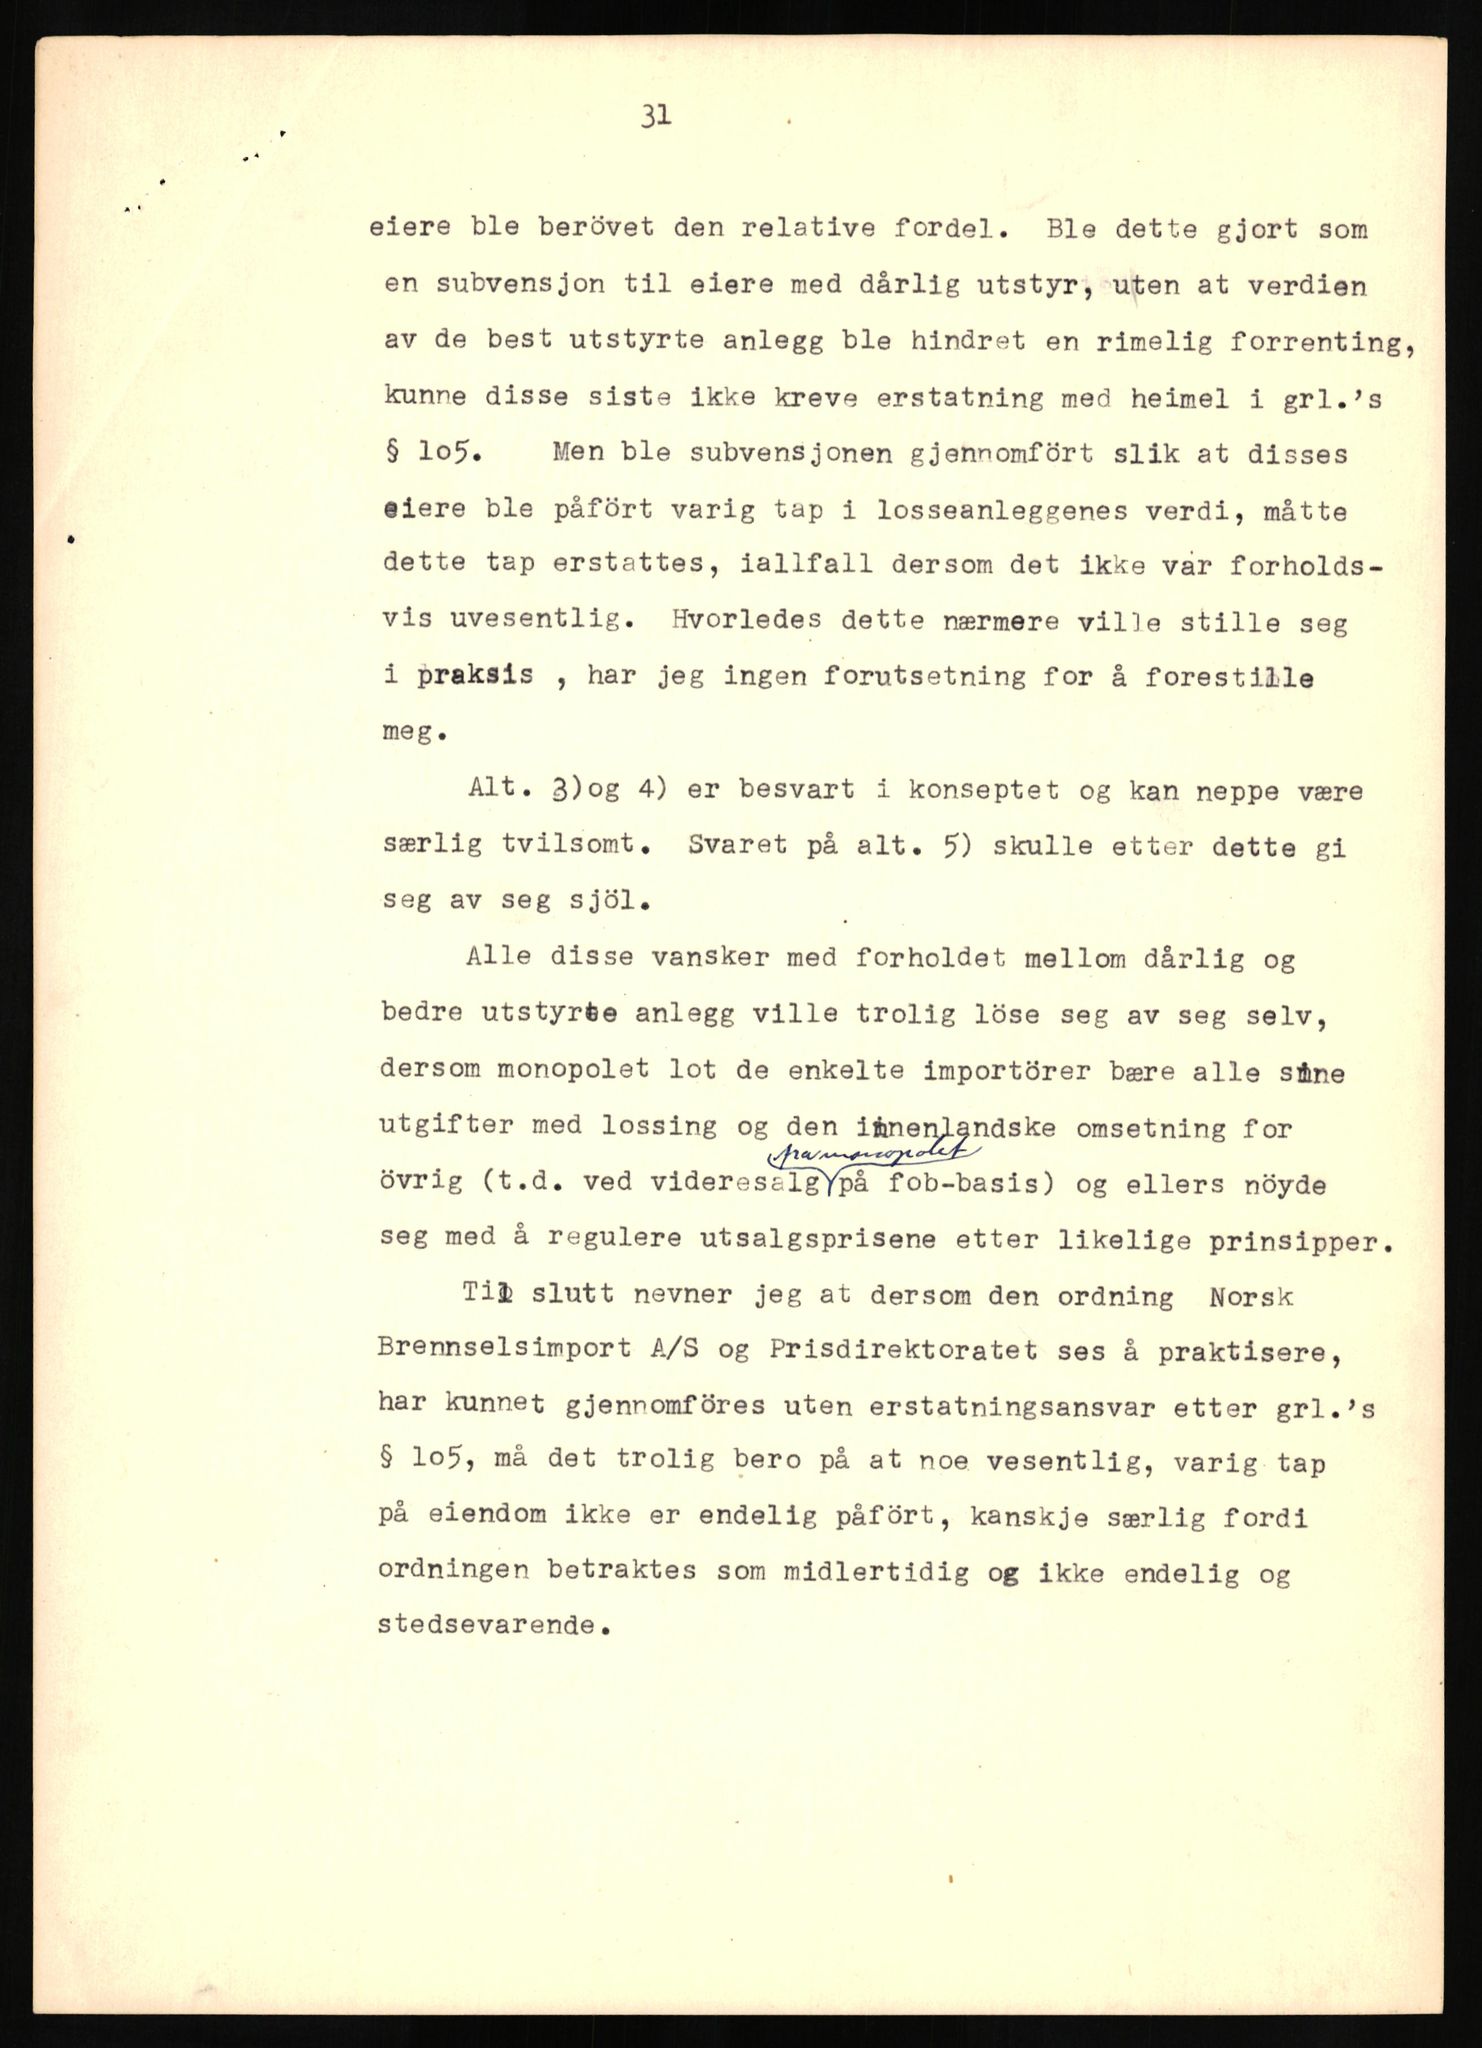 31
eiere ble berövet den relative fordel. Ble dette gjort som
en subvensjon til eiere med dårlig utstyr, uten at verdien
av de best utstyrte anlegg ble hindret en rimelig forrenting,
kunne disse siste ikke kreve erstatning med heimel i grl.'s
§ lo5. Men ble subvensjonen gjennomfört slik at disses
eiere ble påfört varig tap i losseanleggenes verdi, måtte
dette tap erstattes, iallfall dersom det ikke var forholds-
vis uvesentlig. Hvorledes dette nærmere ville stille seg
i praksis , har jeg ingen forutsetning for å forestille
meg.
Alt. 3)og 4) er besvart i konseptet og kan neppe være
særlig tvilsomt. Svaret på alt. 5) skulle etter dette gi
seg av seg sjöl.
Alle disse vansker med forholdet mellom dårlig og
bedre utstyrte anlegg ville trolig löse seg av seg selv,
dersom monopolet lot de enkelte importörer bære alle sine
utgifter med lossing og den innenlandske omsetning for
fra monopolet
övrig (t.d. ved videresalg på fob-basis) og ellers nöyde
seg med å regulere utsalgsprisene etter likelige prinsipper.
Til slutt nevner jeg at dersom den ordning Norsk
Brennselsimport A/S og Prisdirektoratet ses å praktisere,
har kunnet gjennomföres uten erstatningsansvar etter grl.'s
§ lo5, må det trolig bero på at noe vesentlig, varig tap
på eiendom ikke er endelig påfört, kanskje særlig fordi
ordningen betraktes som midlertidig og ikke endelig og
stedsevarende.